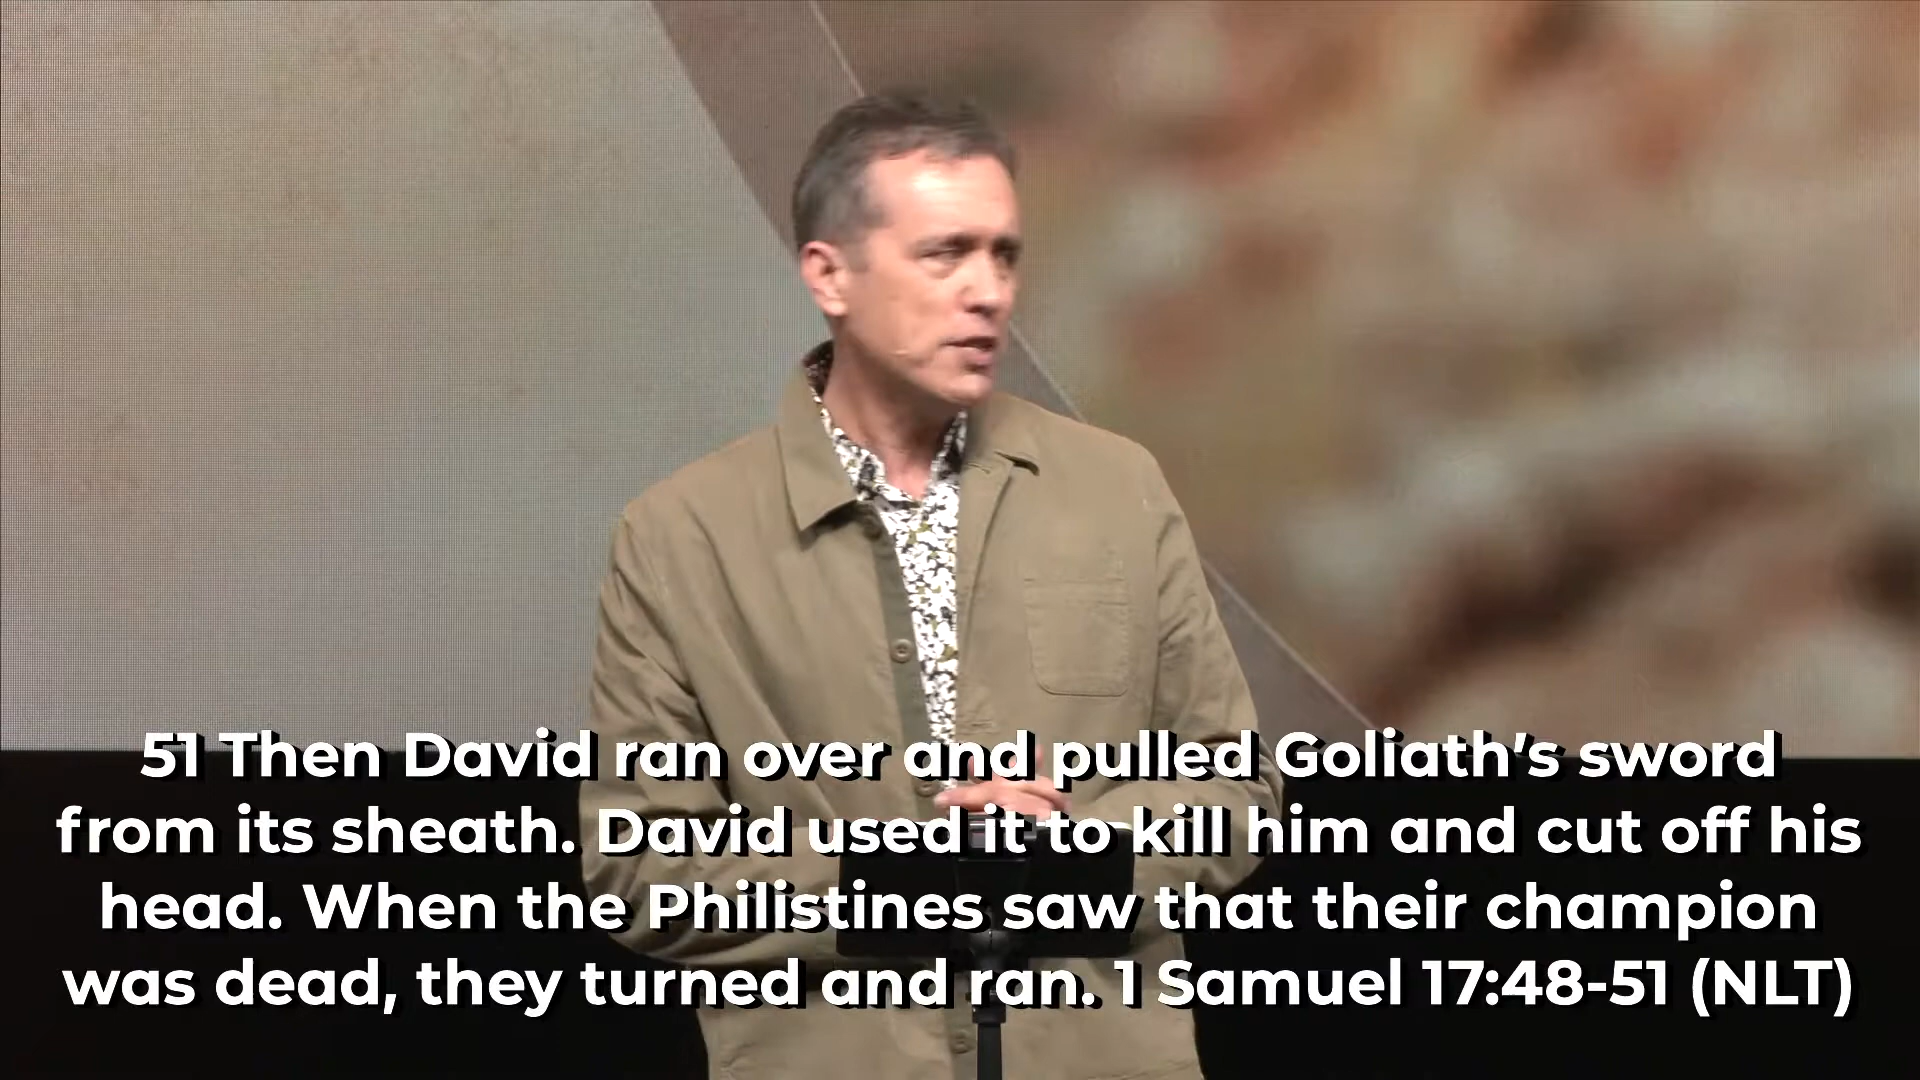 51 Then David ran over and pulled Goliath's sword
from its sheath. David used it to kill him and cut off his
head. When the Philistines saw that their champion
was dead, they turned and ran. 1 Samuel 17:48-51 (NLT)